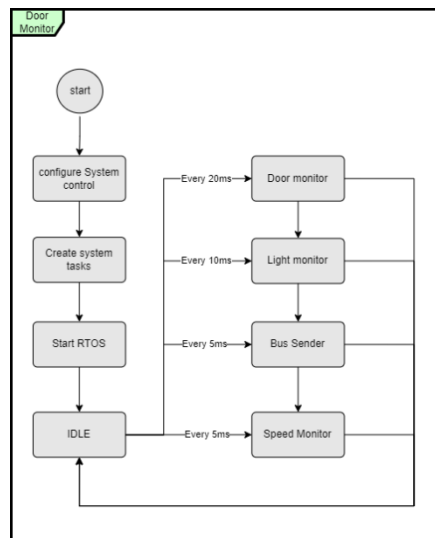 Door
Monitor
start
configure System
control
Create system
tasks
Start RTOS
IDLE
Every 20ms
Door monitor
Every 10ms
Light monitor
Every 5ms
Bus Sender
Every 5ms
Speed Monitor